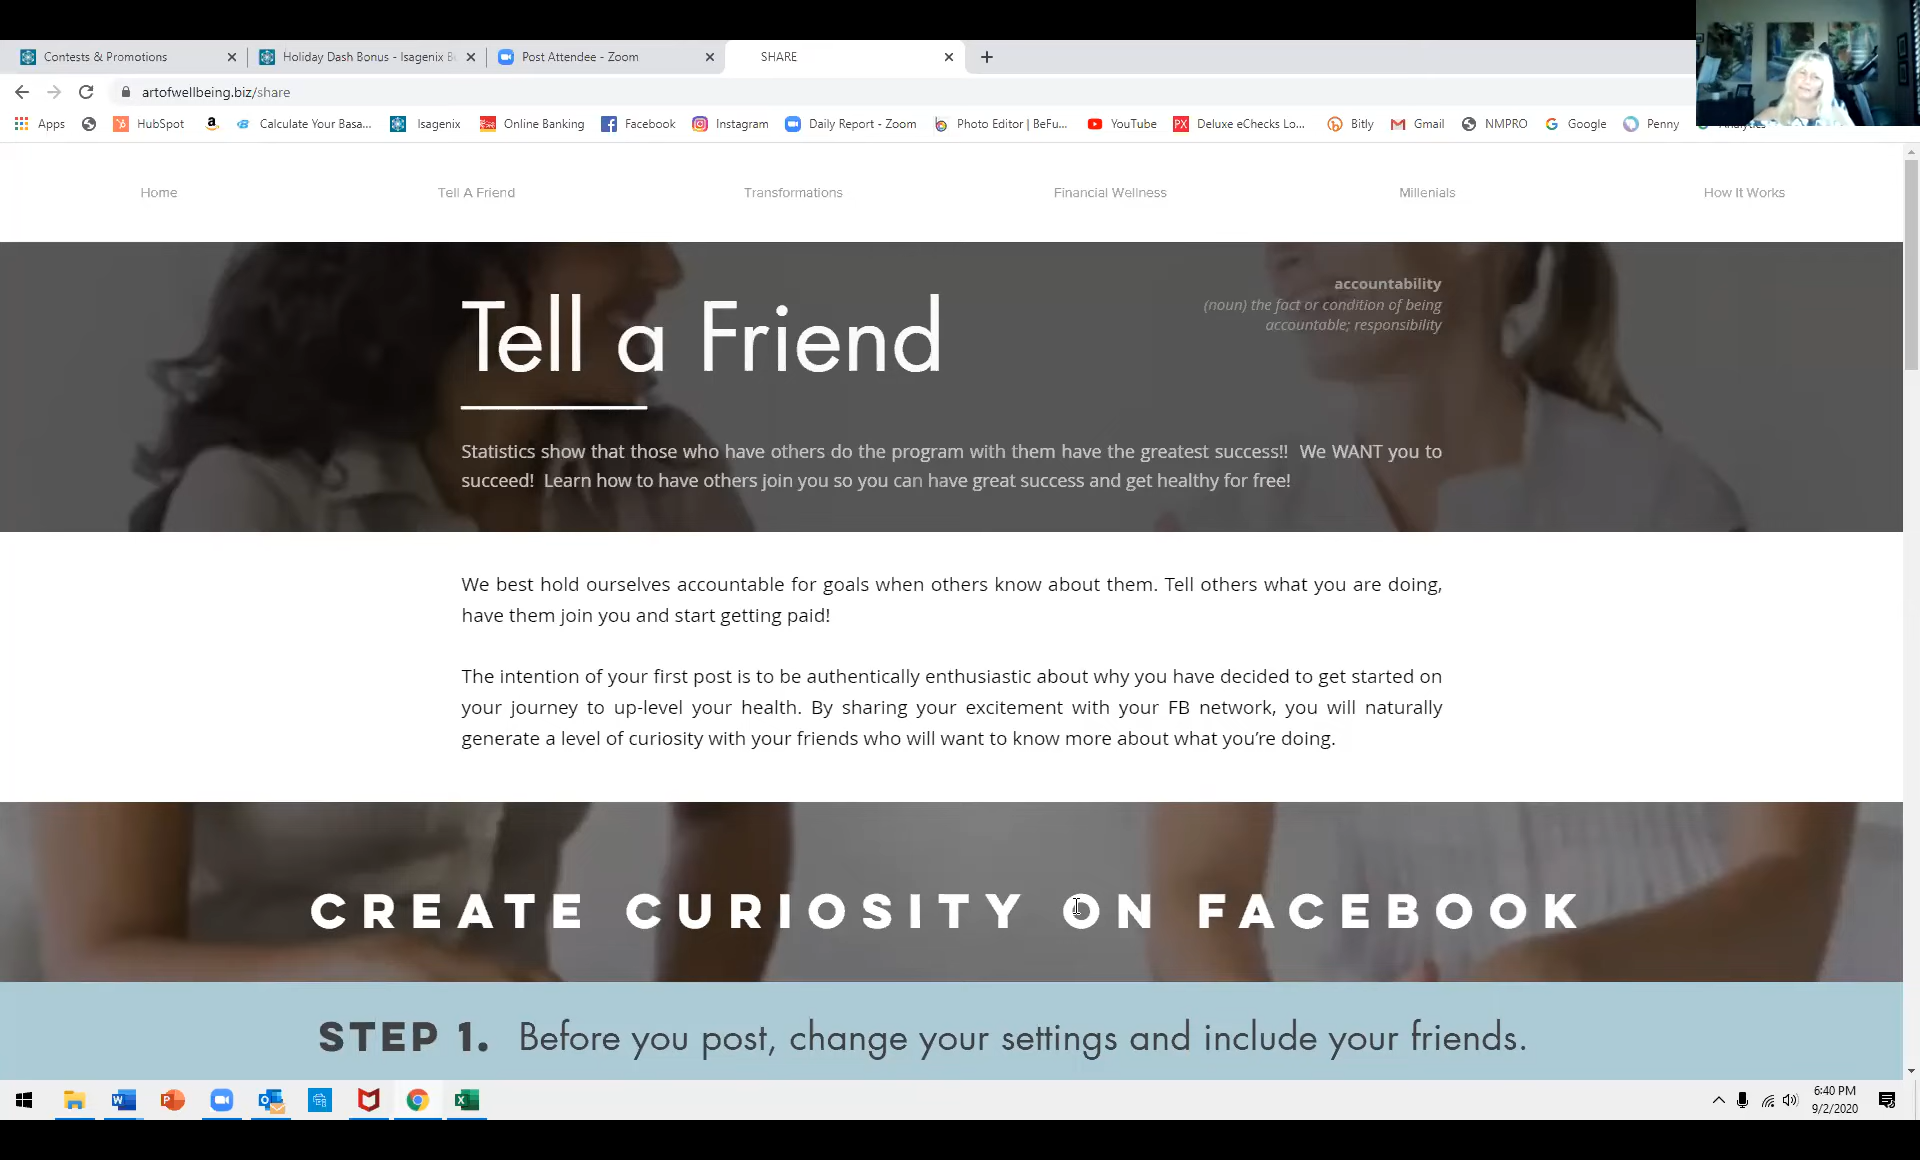 Contests & Promotions
Holiday Dash Bonus - Isagenix B
Post Attendee - Zoom
SHARE
artofwellbeing.biz/share
Apps
HubSpot
Calculate Your Basa...
Isagenix
Online Banking
Facebook
Instagram
Daily Report - Zoom
Photo Editor | BeFu...
YouTube
Deluxe eChecks Lo...
Bitly
Gmail
NMPRO
Google
Penny
Analytics
Home
Tell A Friend
Transformations
Financial Wellness
Millenials
How It Works
Tell a Friend
accountability
(noun) the fact or condition of being
accountable; responsibility
Statistics show that those who have others do the program with them have the greatest success!! We WANT you to
succeed! Learn how to have others join you so you can have great success and get healthy for free!
We best hold ourselves accountable for goals when others know about them. Tell others what you are doing,
have them join you and start getting paid!
The intention of your first post is to be authentically enthusiastic about why you have decided to get started on
your journey to up-level your health. By sharing your excitement with your FB network, you will naturally
generate a level of curiosity with your friends who will want to know more about what you're doing.
CREATE CURIOSITY ON FACEBOOK
STEP 1. Before you post, change your settings and include your friends.
6:40 PM
9/2/2020